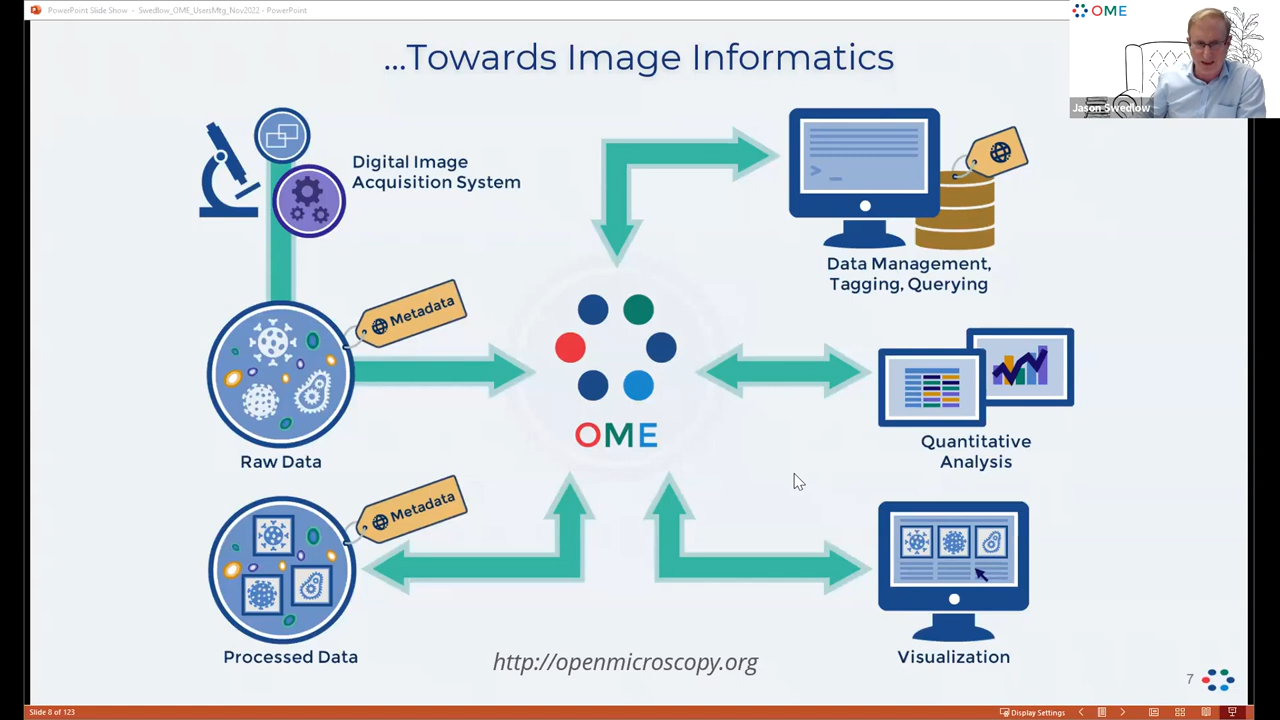 PowerPoint Slide Show - Swedlow_OME_UsersMtg_Nov2022 - PowerPoint
OME
Jason Swedlow
...Towards Image Informatics
Digital Image
Acquisition System
Data Management,
Tagging, Querying
Metadata
Raw Data
OME
Quantitative
Analysis
Metadata
Processed Data
Visualization
http://openmicroscopy.org
7
Slide 8 of 123
Display Settings